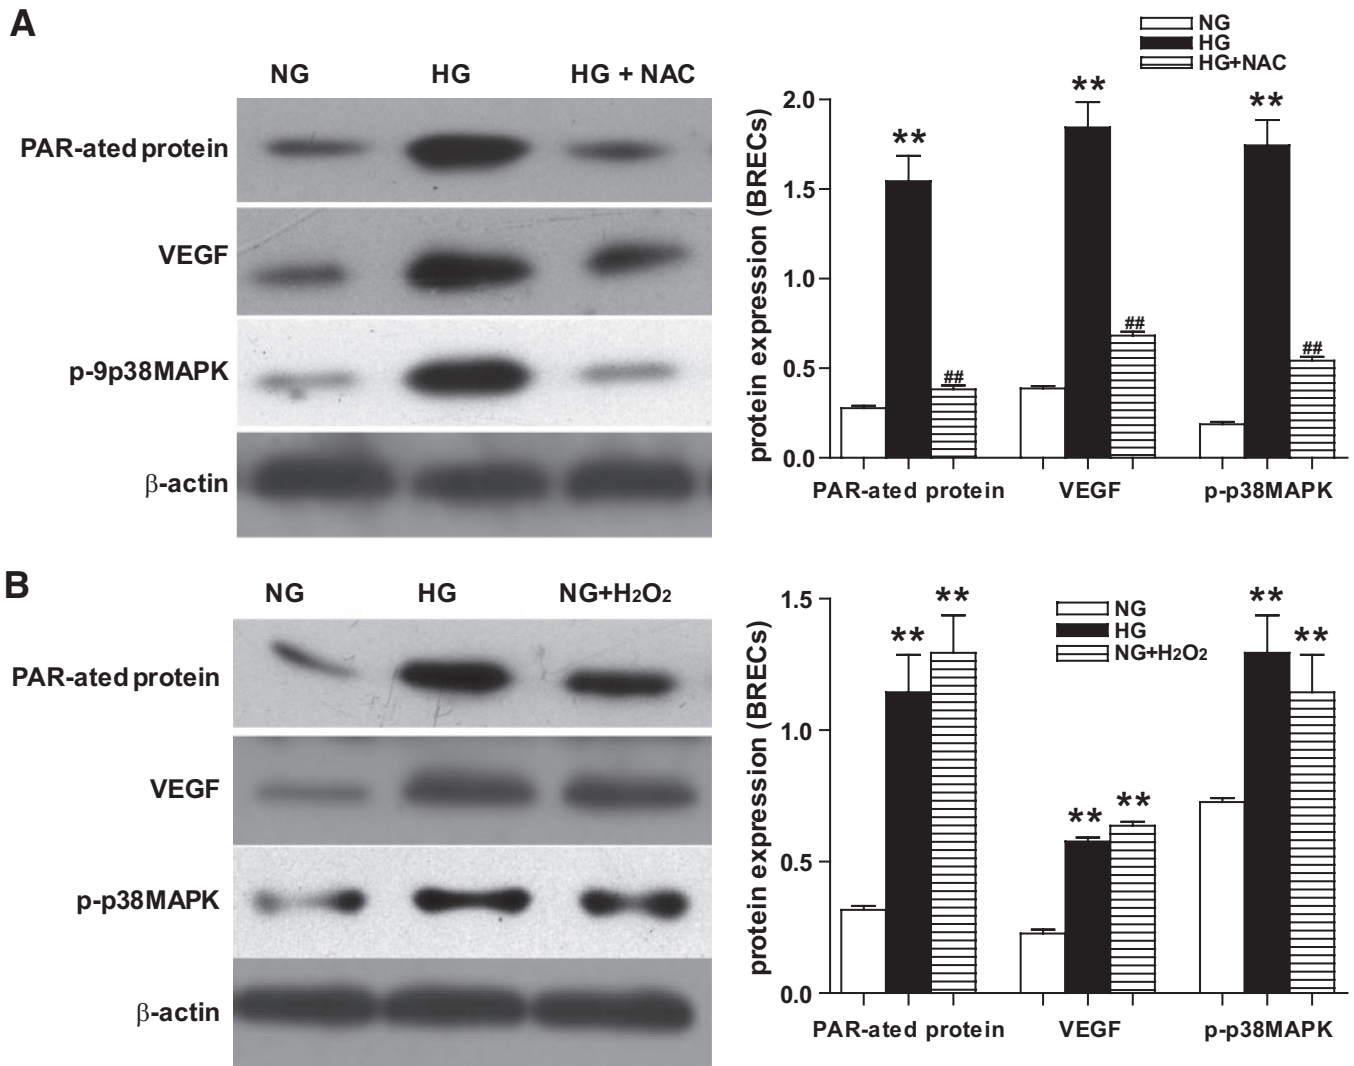 A
NG HG HG + NAC
PAR-ated protein
VEGF
p-9p38MAPK
β-actin
NG
HG
HG+NAC
protein expression (BRECs)
2.0
1.5
1.0
0.5
0.0
** ** **
## ## ##
PAR-ated protein VEGF p-p38MAPK
B
NG HG NG+H2O2
PAR-ated protein
VEGF
p-p38MAPK
β-actin
NG
HG
NG+H2O2
protein expression (BRECs)
1.5
1.0
0.5
0.0
** ** ** ** ** **
PAR-ated protein VEGF p-p38MAPK